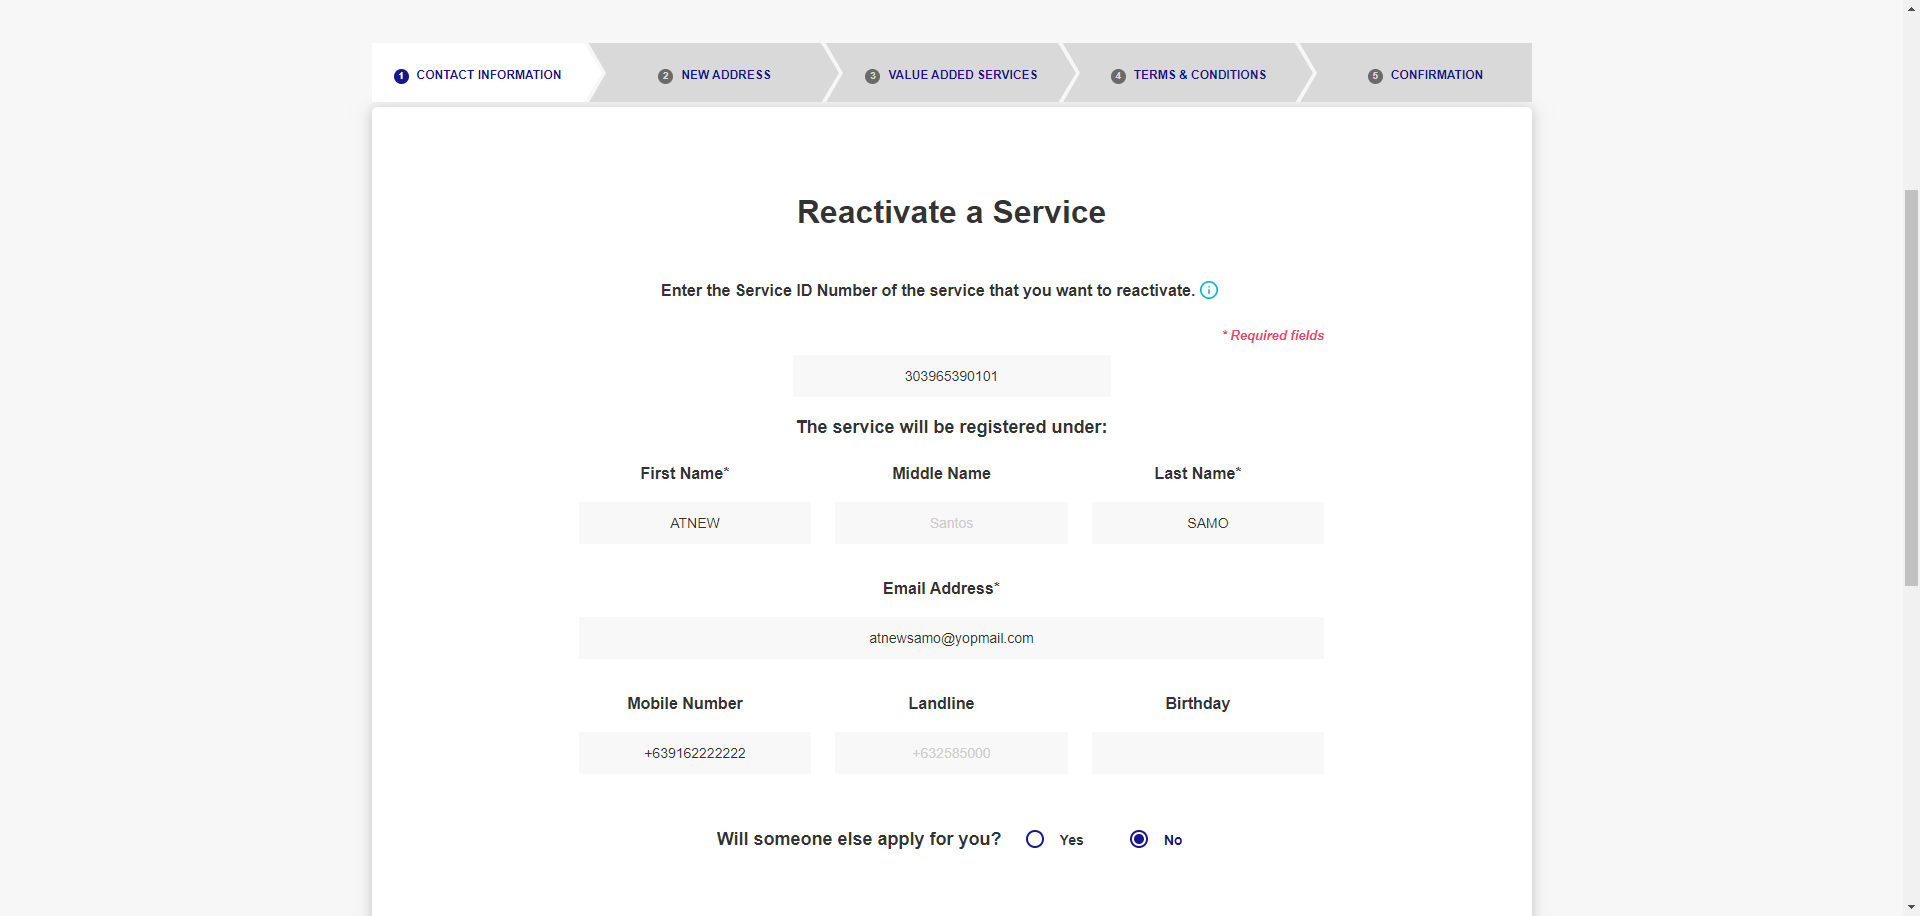 1 CONTACT INFORMATION 2 NEW ADDRESS 3 VALUE ADDED SERVICES 4 TERMS & CONDITIONS 5 CONFIRMATION
Reactivate a Service
Enter the Service ID Number of the service that you want to reactivate. i
* Required fields
303965390101
The service will be registered under:
First Name* Middle Name Last Name*
ATNEW Santos SAMO
Email Address*
atnewsamo@yopmail.com
Mobile Number Landline Birthday
+639162222222 +632585000
Will someone else apply for you? Yes No